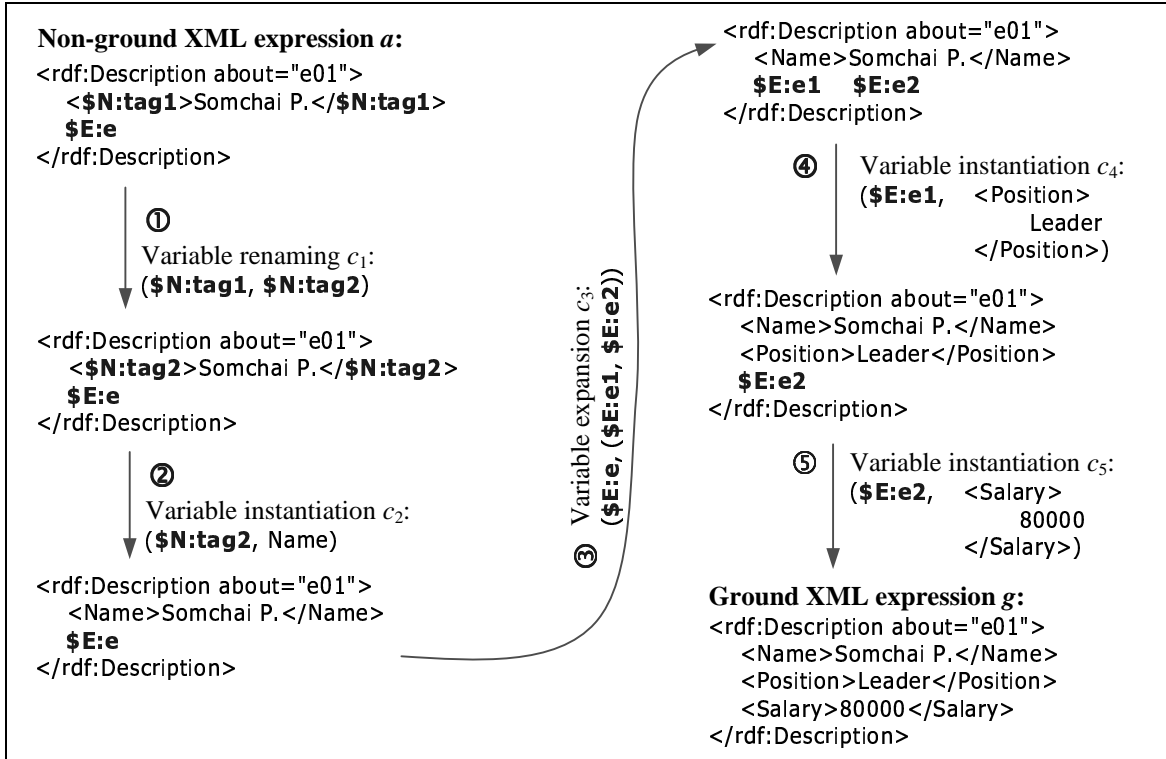 Non-ground XML expression a:
<rdf:Description about="e01">
<$N:tag1>Somchai P.</$N:tag1>
$E:e
</rdf:Description>
①
Variable renaming c1:
($N:tag1, $N:tag2)
<rdf:Description about="e01">
<$N:tag2>Somchai P.</$N:tag2>
$E:e
</rdf:Description>
②
Variable instantiation c2:
($N:tag2, Name)
<rdf:Description about="e01">
<Name>Somchai P.</Name>
$E:e
</rdf:Description>
③ Variable expansion c3:
($E:e, ($E:e1, $E:e2))
<rdf:Description about="e01">
<Name>Somchai P.</Name>
$E:e1 $E:e2
</rdf:Description>
④ Variable instantiation c4:
($E:e1, <Position>
Leader
</Position>)
<rdf:Description about="e01">
<Name>Somchai P.</Name>
<Position>Leader</Position>
$E:e2
</rdf:Description>
⑤ Variable instantiation c5:
($E:e2, <Salary>
80000
</Salary>)
Ground XML expression g:
<rdf:Description about="e01">
<Name>Somchai P.</Name>
<Position>Leader</Position>
<Salary>80000</Salary>
</rdf:Description>